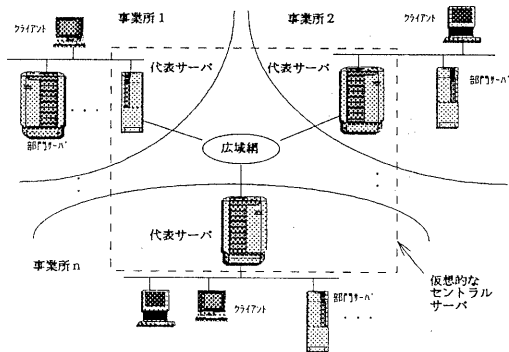 事業所1
事業所2
クライアント
クライアント
代表サーバ
代表サーバ
部門サーバ
部門サーバ
広域網
代表サーバ
事業所n
仮想的な
セントラル
サーバ
クライアント
部門サーバ